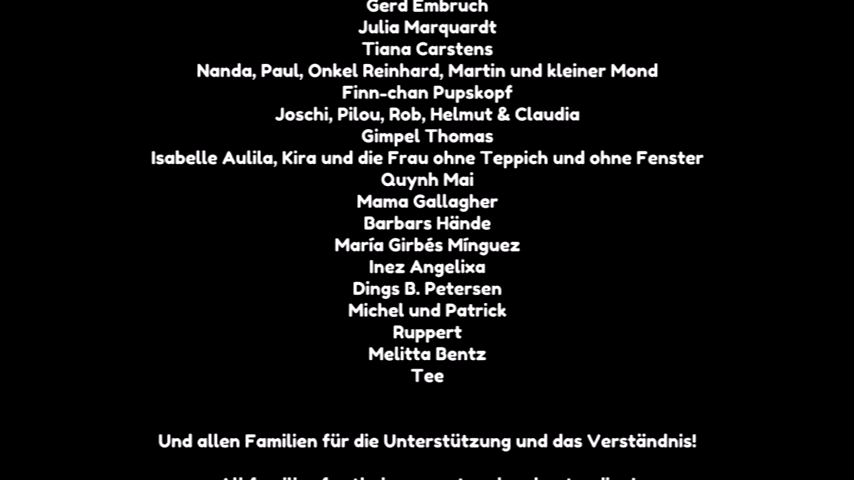 Gerd Embruch
Julia Marquardt
Tiana Carstens
Nanda, Paul, Onkel Reinhard, Martin und kleiner Mond
Finn-chan Pupskopf
Joschi, Pilou, Rob, Helmut & Claudia
Gimpel Thomas
Isabelle Aulila, Kira und die Frau ohne Teppich und ohne Fenster
Quynh Mai
Mama Gallagher
Barbars Hände
María Girbés Mínguez
Inez Angelixa
Dings B. Petersen
Michel und Patrick
Ruppert
Melitta Bentz
Tee
Und allen Familien für die Unterstützung und das Verständnis!